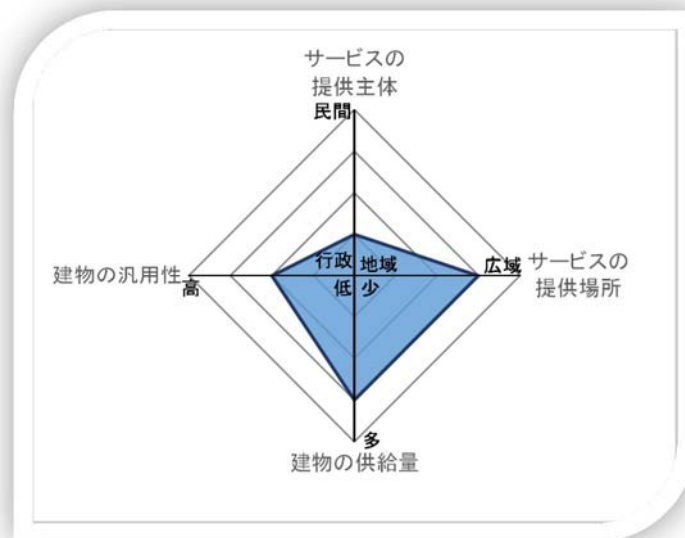 サービスの
提供主体
民間
建物の汎用性
高
行政
地域
低
少
広域
サービスの
提供場所
多
建物の供給量